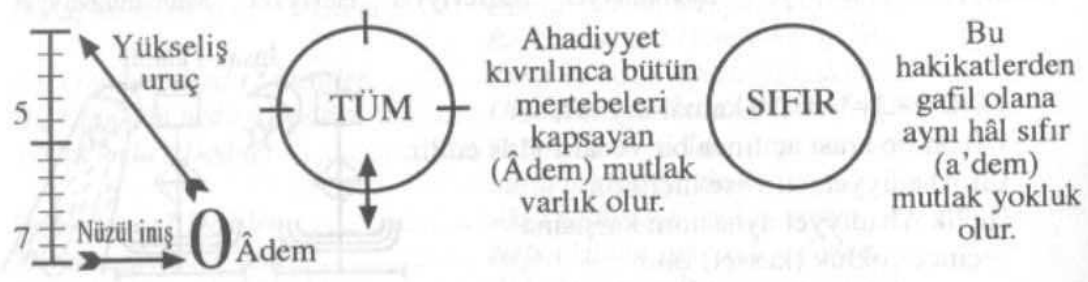 5
7
Yükseliş
uruç
Nüzül iniş
0 Âdem
TÜM
Ahadiyyet
kıvrılınca bütün
mertebeleri
kapsayan
(Âdem) mutlak
varlık olur.
SIFIR
Bu
hakikatlerden
gafil olana
aynı hâl sıfır
(a'dem)
mutlak yokluk
olur.